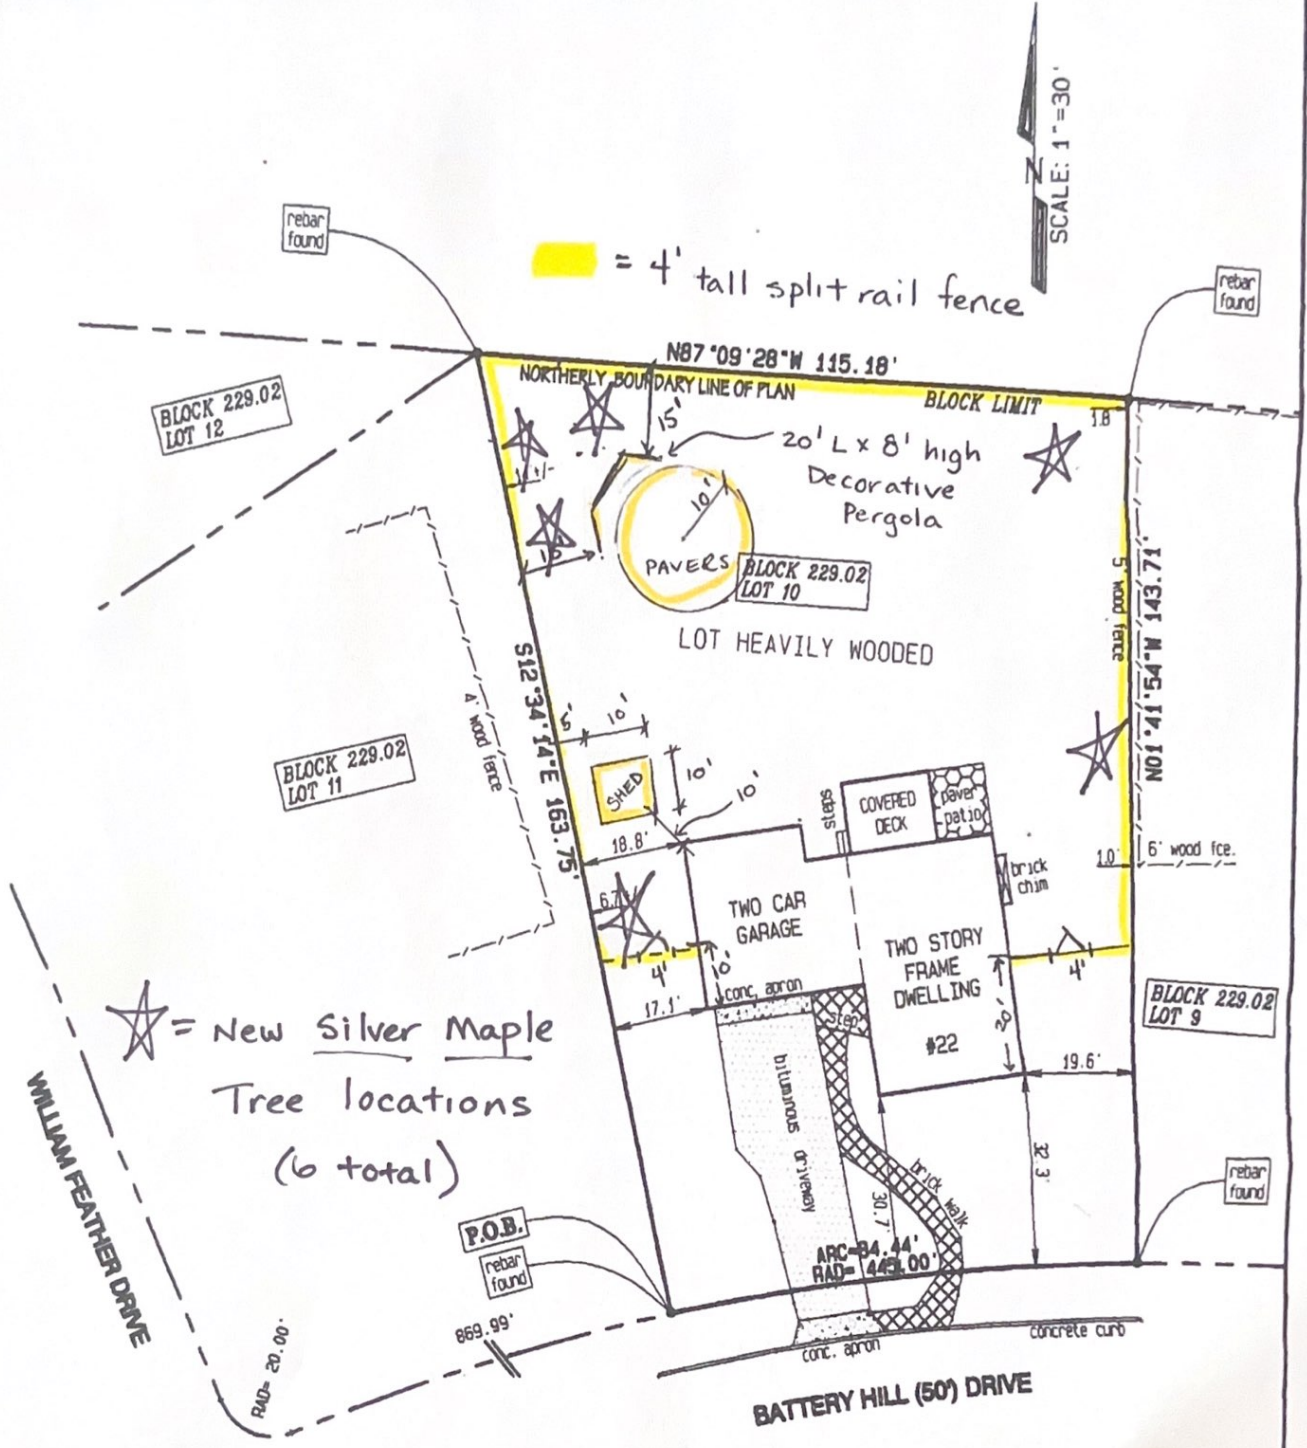 SCALE: 1"=30'
N
rebar
found
= 4' tall split rail fence
rebar
found
N87°09'28"W 115.18'
NORTHERLY BOUNDARY LINE OF PLAN
BLOCK LIMIT
1.8
BLOCK 229.02
LOT 12
15'
20' L x 8' high
Decorative
Pergola
10'
PAVERS
BLOCK 229.02
LOT 10
LOT HEAVILY WOODED
5' wood fence
N01°41'54"W 143.71'
S12°34'14"E 163.75'
4' wood fence
BLOCK 229.02
LOT 11
5'
10'
SHED
10'
10'
18.8'
steps
COVERED
DECK
paver
patio
brick
chim
1.0'
6' wood fce.
TWO CAR
GARAGE
TWO STORY
FRAME
DWELLING
#22
4'
4'
conc. apron
step
17.1'
20'
19.6'
BLOCK 229.02
LOT 9
= New Silver Maple
Tree locations
(6 total)
bituminous driveway
brick walk
30.7'
32.3'
rebar
found
WILLIAM FEATHER DRIVE
P.O.B.
rebar
found
ARC=84.44'
RAD= 445.00'
869.99'
RAD= 20.00'
conc. apron
concrete curb
BATTERY HILL (50') DRIVE